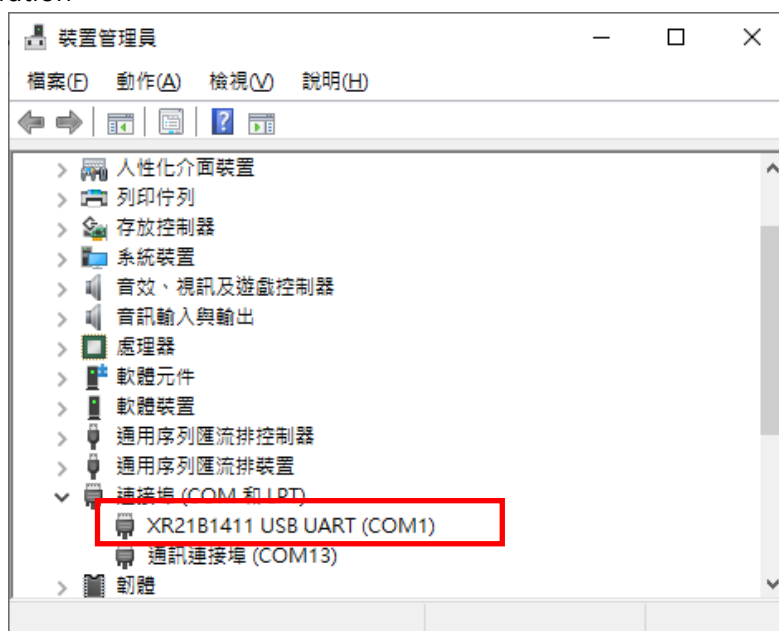 裝置管理員
檔案(F) 動作(A) 檢視(V) 說明(H)
人性化介面裝置
列印佇列
存放控制器
系統裝置
音效、視訊及遊戲控制器
音訊輸入與輸出
處理器
軟體元件
軟體裝置
通用序列匯流排控制器
通用序列匯流排裝置
連接埠 (COM 和 LPT)
XR21B1411 USB UART (COM1)
通訊連接埠 (COM13)
韌體